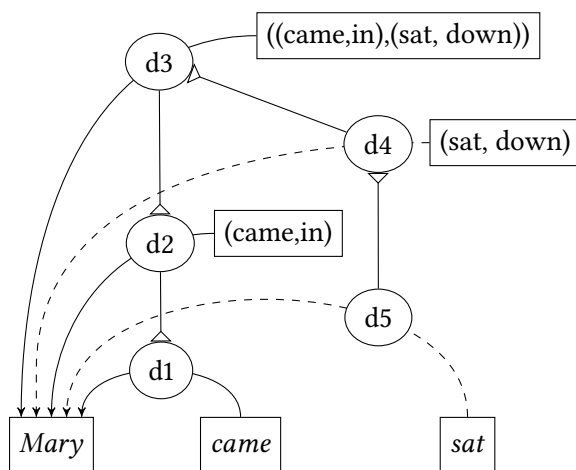 ((came,in),(sat, down))
d3
d4
(sat, down)
d2
(came,in)
d5
d1
Mary
came
sat